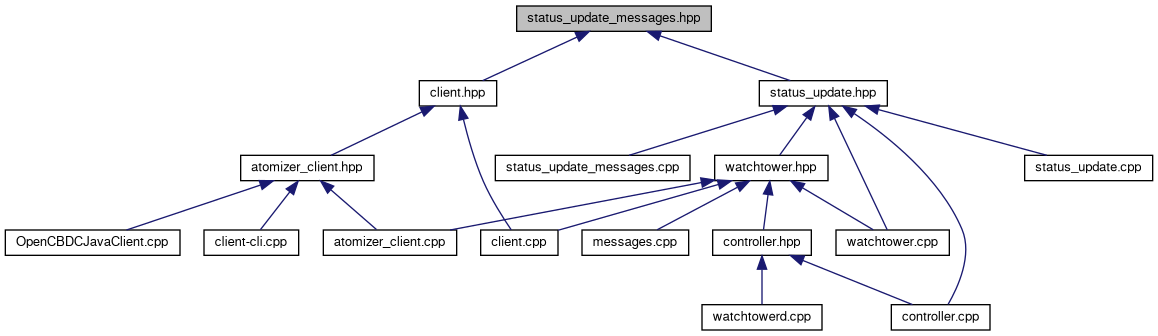 status_update_messages.hpp
client.hpp
status_update.hpp
atomizer_client.hpp
status_update_messages.cpp
watchtower.hpp
status_update.cpp
OpenCBDCJavaClient.cpp
client-cli.cpp
atomizer_client.cpp
client.cpp
messages.cpp
controller.hpp
watchtower.cpp
watchtowerd.cpp
controller.cpp